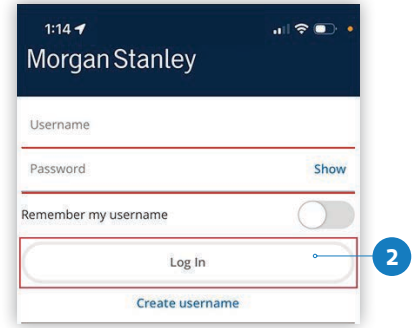 1:14
Morgan Stanley
Username
Password Show
Remember my username
Log In
2
Create username